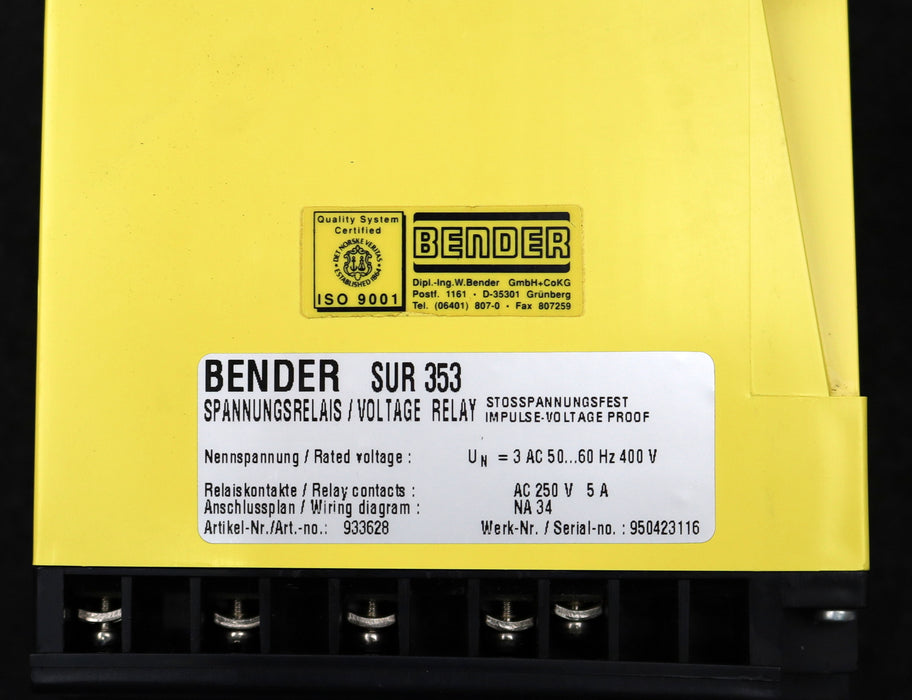 Quality System
Certified
DET NORSKE VERITAS
ESTABLISHED 1864
ISO 9001
BENDER
Dipl.-Ing.W.Bender GmbH+CoKG
Postf. 1161 · D-35301 Grünberg
Tel. (06401) 807-0 · Fax 807259
BENDER SUR 353
SPANNUNGSRELAIS / VOLTAGE RELAY
STOSSPANNUNGSFEST
IMPULSE-VOLTAGE PROOF
Nennspannung / Rated voltage : UN = 3 AC 50...60 Hz 400 V
Relaiskontakte / Relay contacts : AC 250 V 5 A
Anschlussplan / Wiring diagram : NA 34
Artikel-Nr./Art.-no.: 933628 Werk-Nr. / Serial-no. : 950423116